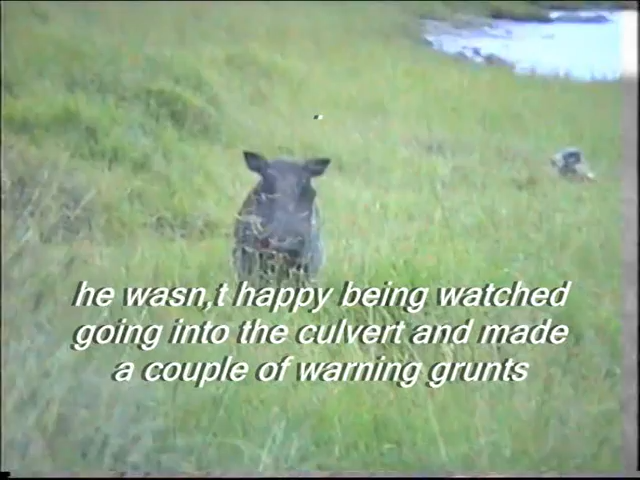 he wasn,t happy being watched
going into the culvert and made
a couple of warning grunts